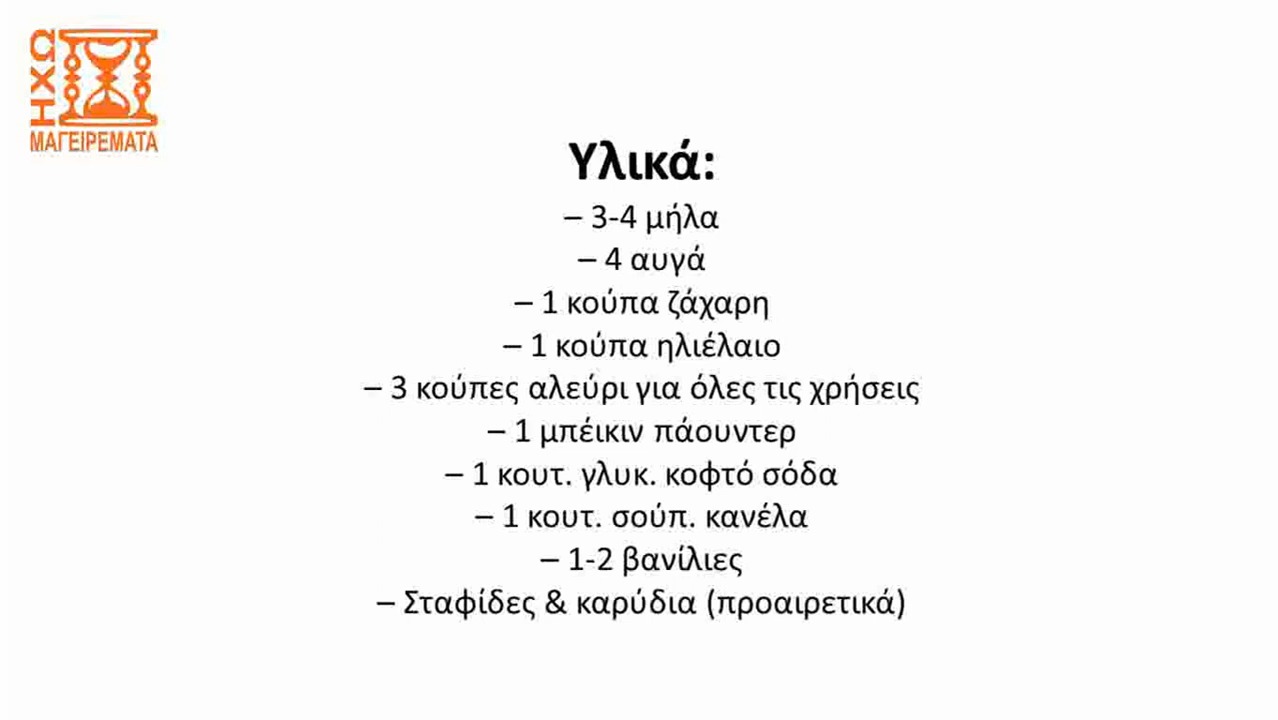 ΗΧΩ
ΜΑΓΕΙΡΕΜΑΤΑ
Υλικά:
– 3-4 μήλα
– 4 αυγά
– 1 κούπα ζάχαρη
– 1 κούπα ηλιέλαιο
– 3 κούπες αλεύρι για όλες τις χρήσεις
– 1 μπέικιν πάουντερ
– 1 κουτ. γλυκ. κοφτό σόδα
– 1 κουτ. σούπ. κανέλα
– 1-2 βανίλιες
– Σταφίδες & καρύδια (προαιρετικά)